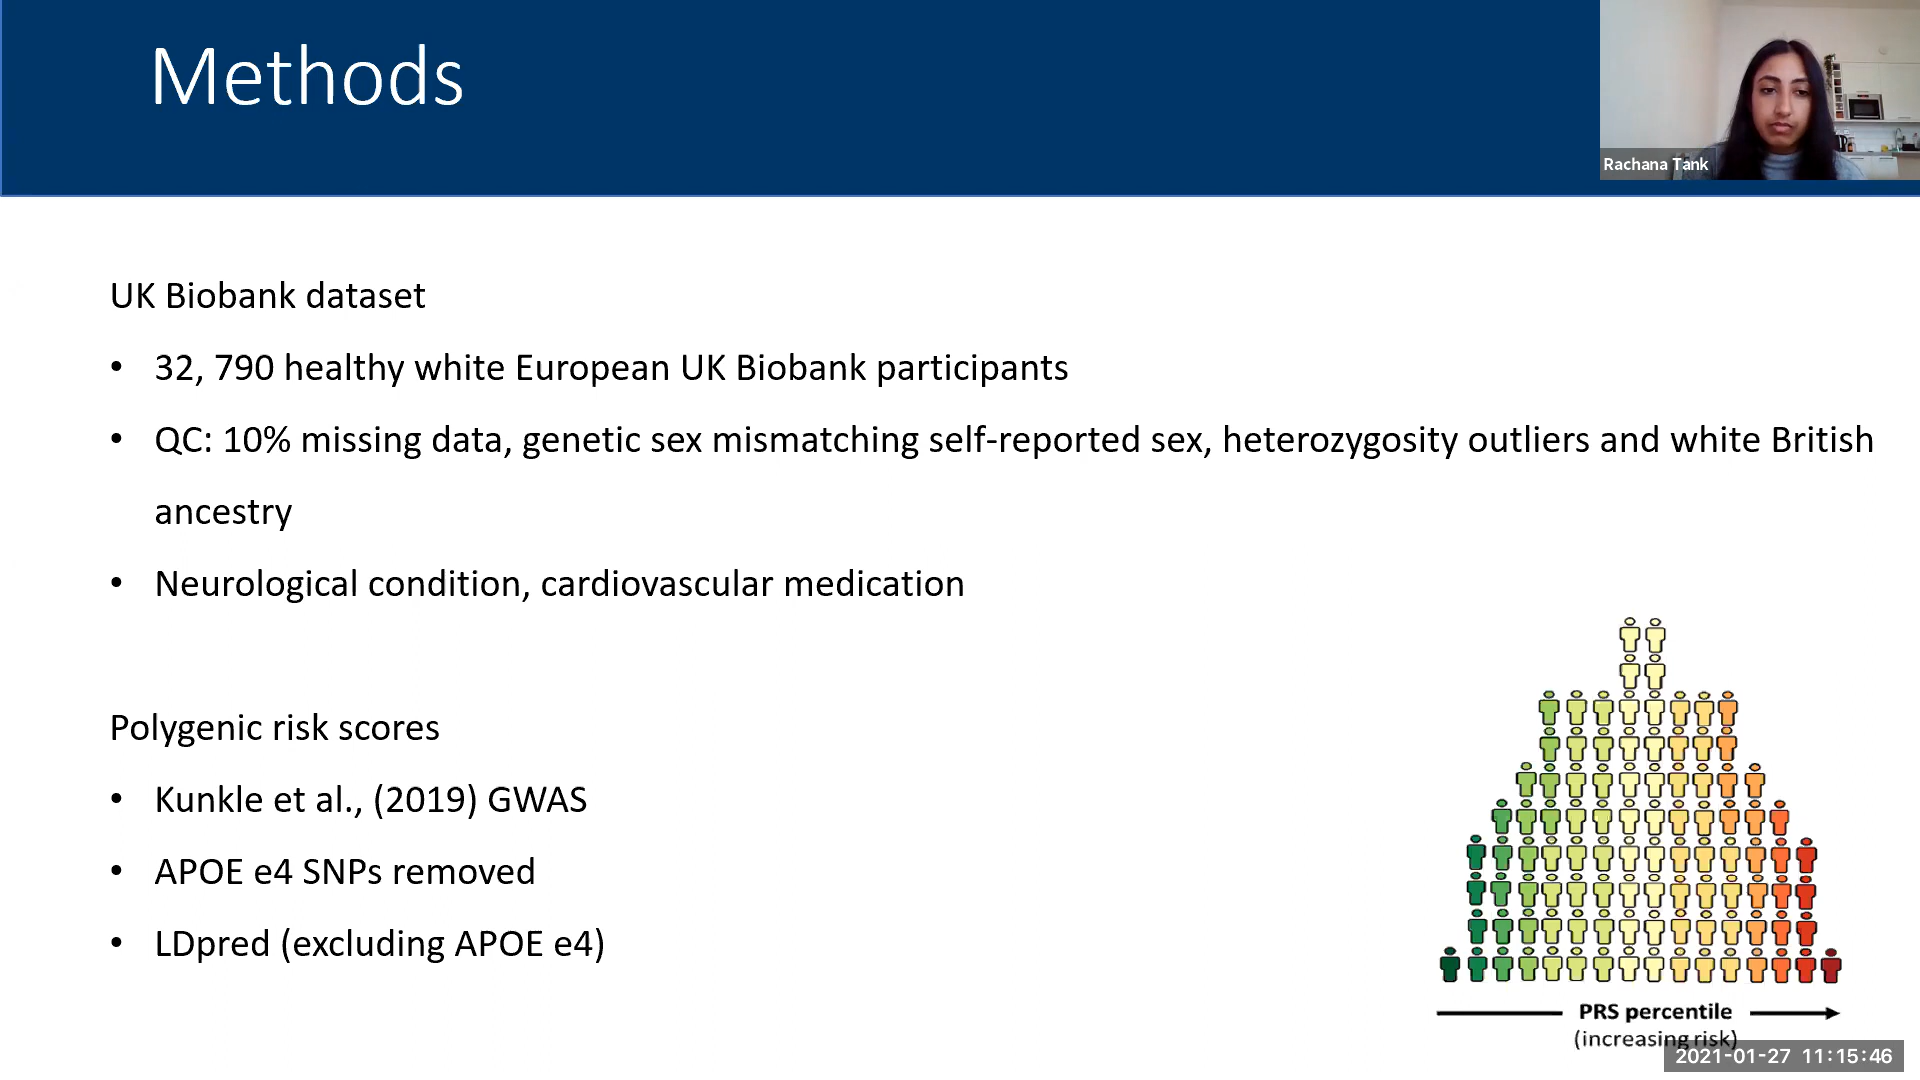 Methods
Rachana Tank
UK Biobank dataset
• 32, 790 healthy white European UK Biobank participants
• QC: 10% missing data, genetic sex mismatching self-reported sex, heterozygosity outliers and white British
ancestry
• Neurological condition, cardiovascular medication
Polygenic risk scores
• Kunkle et al., (2019) GWAS
• APOE e4 SNPs removed
• LDpred (excluding APOE e4)
PRS percentile
(increasing risk)
2021-01-27 11:15:46